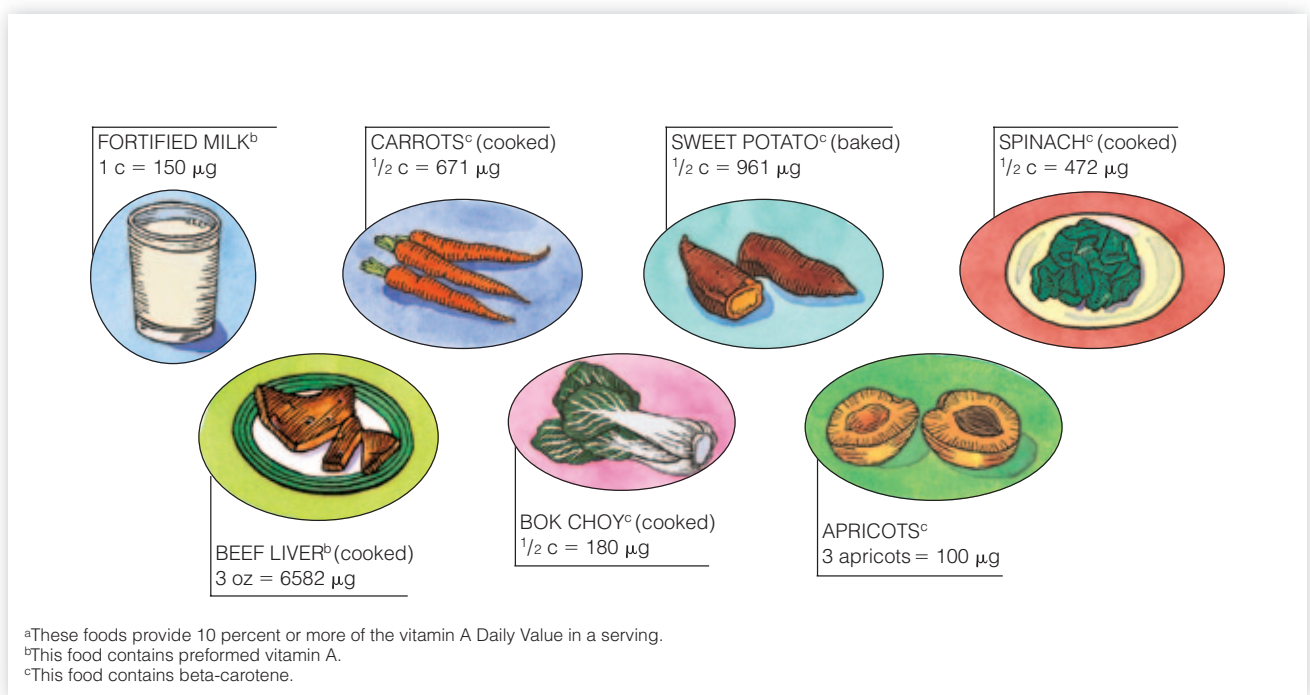 FORTIFIED MILKᵇ
1 c = 150 µg
CARROTSᶜ (cooked)
1/2 c = 671 µg
SWEET POTATOᶜ (baked)
1/2 c = 961 µg
SPINACHᶜ (cooked)
1/2 c = 472 µg
BEEF LIVERᵇ (cooked)
3 oz = 6582 µg
BOK CHOYᶜ (cooked)
1/2 c = 180 µg
APRICOTSᶜ
3 apricots = 100 µg
ᵃThese foods provide 10 percent or more of the vitamin A Daily Value in a serving.
ᵇThis food contains preformed vitamin A.
ᶜThis food contains beta-carotene.